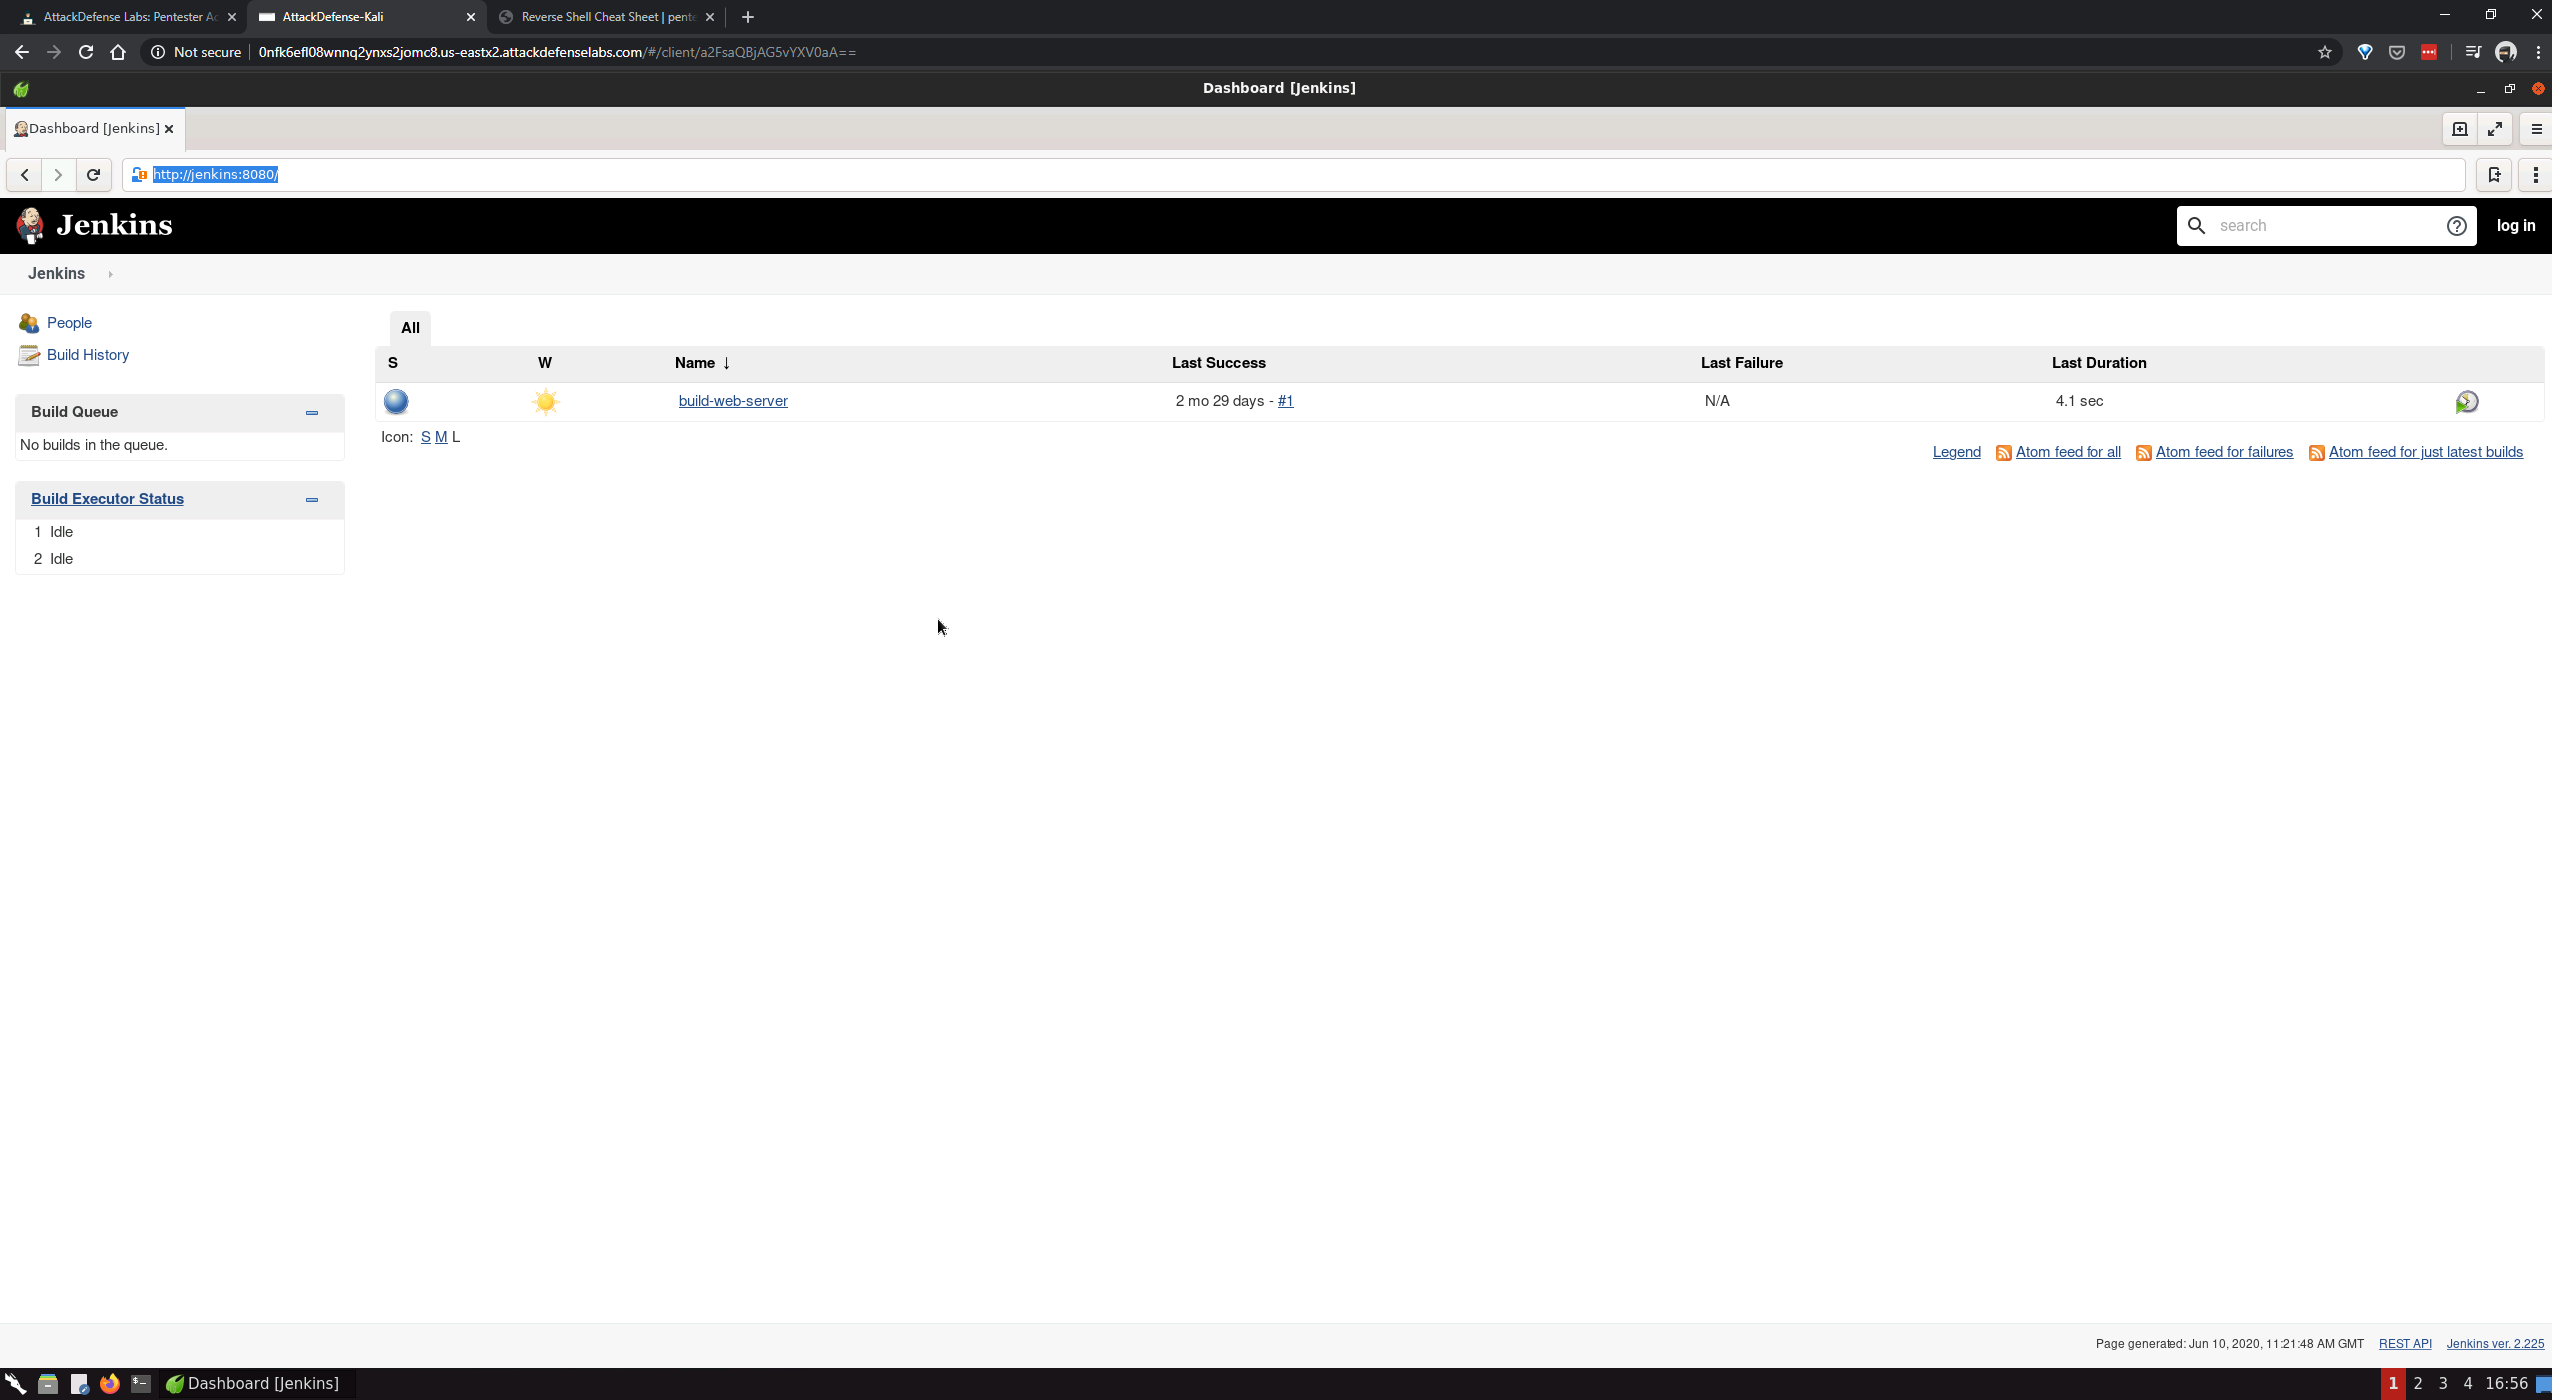 AttackDefense Labs: Pentester Ac
AttackDefense-Kali
Reverse Shell Cheat Sheet | pente
Not secure
0nfk6efl08wnnq2ynxs2jomc8.us-eastx2.attackdefenselabs.com/#/client/a2FsaQBjAG5vYXV0aA==
Dashboard [Jenkins]
Dashboard [Jenkins]
http://jenkins:8080/
Jenkins
search
log in
Jenkins
People
Build History
Build Queue
No builds in the queue.
Build Executor Status
1 Idle
2 Idle
All
S W Name ↓ Last Success Last Failure Last Duration
build-web-server 2 mo 29 days - #1 N/A 4.1 sec
Icon: S M L
Legend Atom feed for all Atom feed for failures Atom feed for just latest builds
Page generated: Jun 10, 2020, 11:21:48 AM GMT REST API Jenkins ver. 2.225
Dashboard [Jenkins]
1 2 3 4 16:56